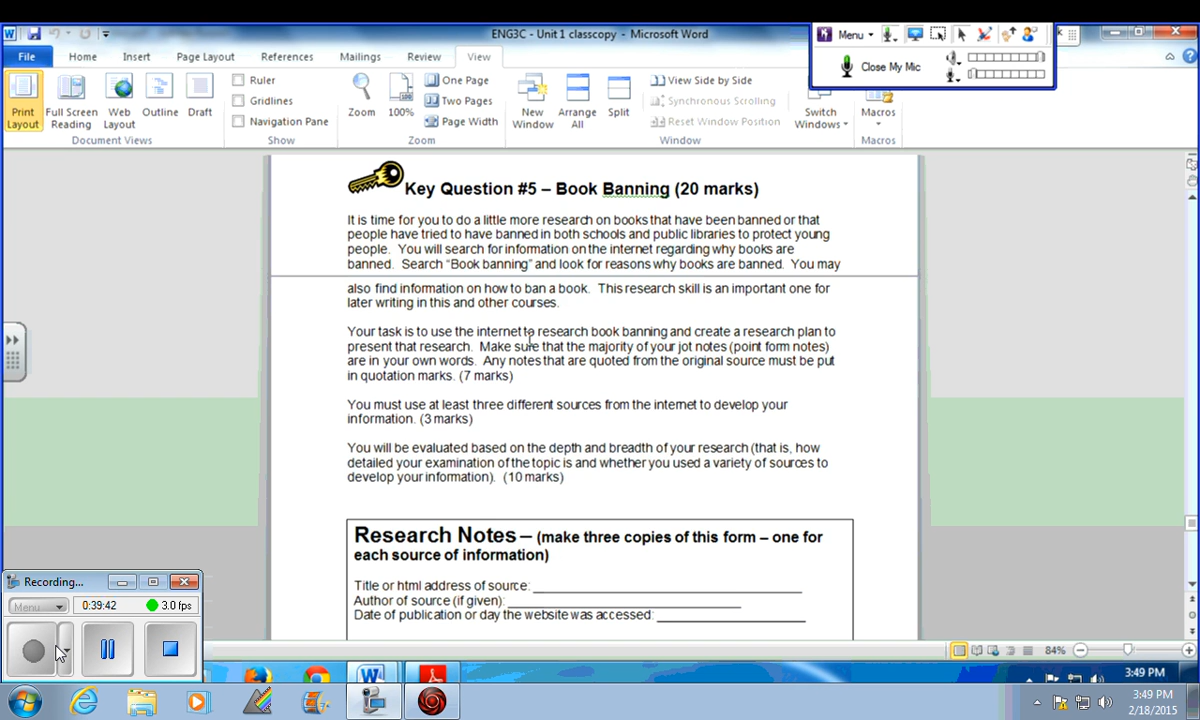 ENG3C - Unit 1 classcopy - Microsoft Word
Menu
Close My Mic
File Home Insert Page Layout References Mailings Review View
Print Layout
Full Screen Reading
Web Layout
Outline
Draft
Document Views
Ruler
Gridlines
Navigation Pane
Show
Zoom
100%
One Page
Two Pages
Page Width
Zoom
New Window
Arrange All
Split
View Side by Side
Synchronous Scrolling
Reset Window Position
Window
Switch Windows
Macros
Macros
Key Question #5 – Book Banning (20 marks)
It is time for you to do a little more research on books that have been banned or that
people have tried to have banned in both schools and public libraries to protect young
people. You will search for information on the internet regarding why books are
banned. Search “Book banning” and look for reasons why books are banned. You may
also find information on how to ban a book. This research skill is an important one for
later writing in this and other courses.
Your task is to use the internet to research book banning and create a research plan to
present that research. Make sure that the majority of your jot notes (point form notes)
are in your own words. Any notes that are quoted from the original source must be put
in quotation marks. (7 marks)
You must use at least three different sources from the internet to develop your
information. (3 marks)
You will be evaluated based on the depth and breadth of your research (that is, how
detailed your examination of the topic is and whether you used a variety of sources to
develop your information). (10 marks)
Research Notes – (make three copies of this form – one for
each source of information)
Title or html address of source:
Author of source (if given):
Date of publication or day the website was accessed:
Recording...
Menu
0:39:42
3.0 fps
84%
3:49 PM
3:49 PM
2/18/2015